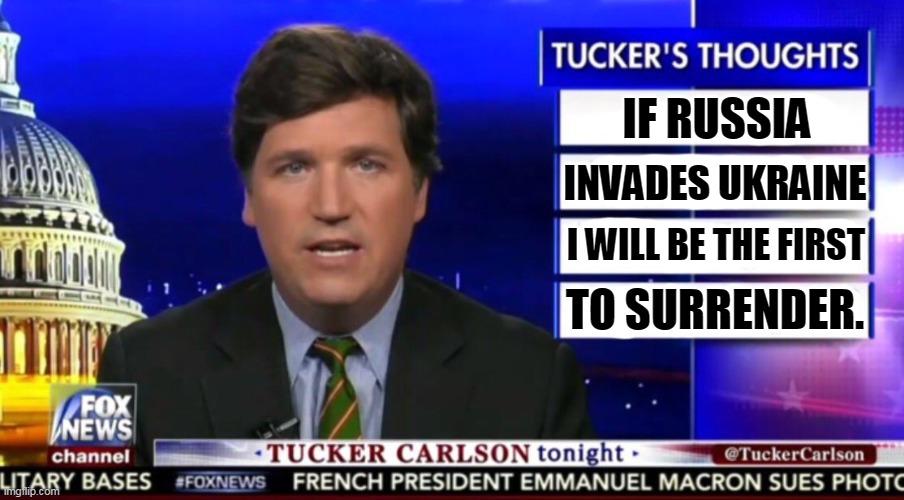 TUCKER'S THOUGHTS
IF RUSSIA
INVADES UKRAINE
I WILL BE THE FIRST
TO SURRENDER.
FOX
NEWS
channel
TUCKER CARLSON tonight
@TuckerCarlson
LITARY BASES #FOXNEWS FRENCH PRESIDENT EMMANUEL MACRON SUES PHOTO
imgflip.com